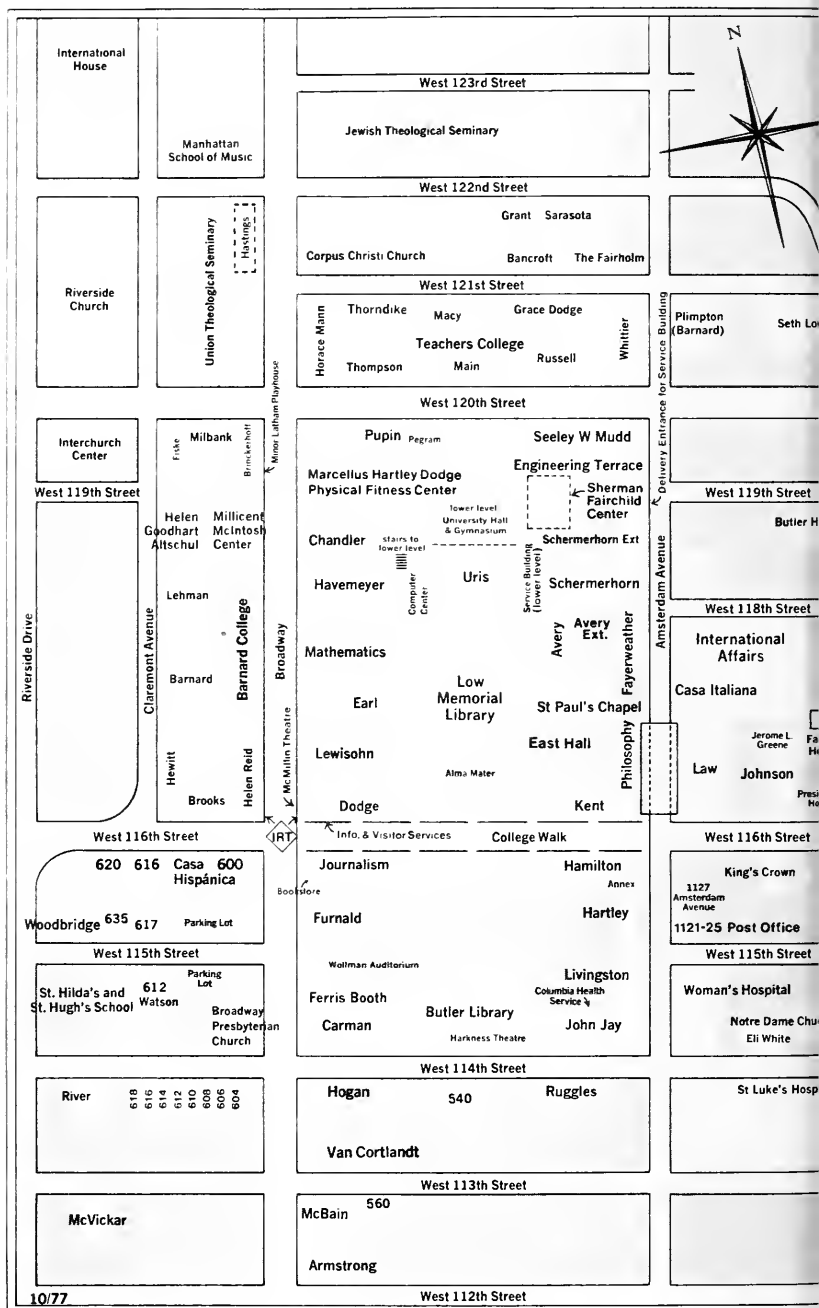 International
House
West 123rd Street
N
Manhattan
School of Music
Jewish Theological Seminary
West 122nd Street
Riverside
Church
Union Theological Seminary
Hastings
Grant Sarasota
Corpus Christi Church
Bancroft The Fairholm
West 121st Street
Horace Mann
Thorndike
Macy
Grace Dodge
Teachers College
Thompson
Main
Russell
Whittier
Plimpton
(Barnard)
Delivery Entrance for Service Building
West 120th Street
Interchurch
Center
West 119th Street
Fiske
Milbank
Brinckerhoff
Minor Latham Playhouse
Helen
Goodhart
Altschul
Millicent
McIntosh
Center
Lehman
Barnard
Barnard College
Hewitt
Brooks
Helen Reid
Riverside Drive
Claremont Avenue
Broadway
McMillin Theatre
Pupin Pegram
Seeley W Mudd
Marcellus Hartley Dodge
Physical Fitness Center
Engineering Terrace
Sherman
Fairchild
Center
lower level
University Hall
& Gymnasium
Chandler
stairs to
lower level
Schermerhorn Ext
Havemeyer
Computer
Center
Uris
Service Building
(lower level)
Schermerhorn
Mathematics
Avery
Avery
Ext.
Fayerweather
Earl
Low
Memorial
Library
St Paul's Chapel
Lewisohn
East Hall
Philosophy
Alma Mater
Dodge
Kent
Amsterdam Avenue
West 119th Street
Butler
West 118th Street
International
Affairs
Casa Italiana
Jerome L.
Greene
Law
Johnson
West 116th Street
IRT
Info. & Visitor Services
College Walk
West 116th Street
620 616 Casa 600
Hispánica
Woodbridge 635 617 Parking Lot
West 115th Street
Journalism
Bookstore
Furnald
Hamilton
Annex
Hartley
King's Crown
1127
Amsterdam
Avenue
1121-25 Post Office
West 115th Street
St. Hilda's and
St. Hugh's School
612
Watson
Parking
Lot
Broadway
Presbyterian
Church
Wollman Auditorium
Livingston
Ferris Booth
Columbia Health
Service
Carman
Butler Library
John Jay
Harkness Theatre
Woman's Hospital
Notre Dame
Eli White
West 114th Street
River
618
616
614
612
610
608
606
604
Hogan
540
Ruggles
St Luke's
Van Cortlandt
West 113th Street
McVickar
McBain
560
Armstrong
10/77
West 112th Street